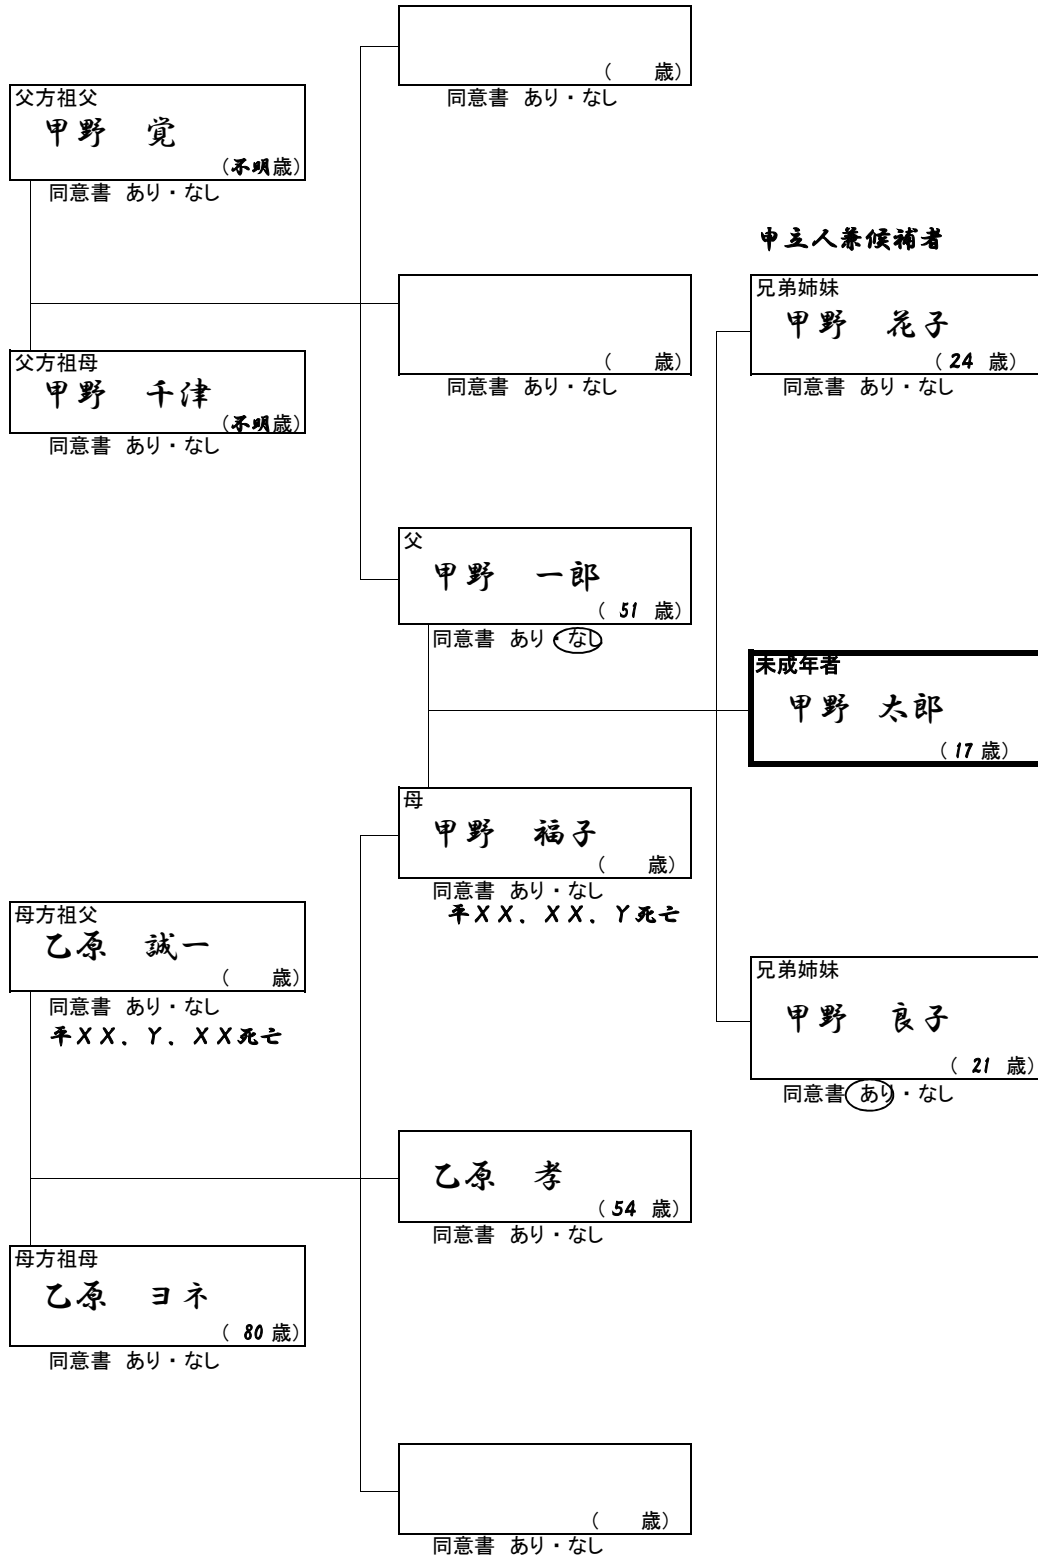 父方祖父
甲野　覚
（不明歳）
同意書 あり・なし
父方祖母
甲野　千津
（不明歳）
同意書 あり・なし
母方祖父
乙原　誠一
（　歳）
同意書 あり・なし
平ＸＸ．Ｙ．ＸＸ死亡
母方祖母
乙原　ヨネ
（ 80 歳）
同意書 あり・なし
（　歳）
同意書 あり・なし
（　歳）
同意書 あり・なし
父
甲野　一郎
（ 51 歳）
同意書 あり・なし
母
甲野　福子
（　歳）
同意書 あり・なし
平ＸＸ．ＸＸ．Ｙ死亡
乙原　孝
（ 54 歳）
同意書 あり・なし
（　歳）
同意書 あり・なし
申立人兼候補者
兄弟姉妹
甲野　花子
（ 24 歳）
同意書 あり・なし
未成年者
甲野　太郎
（ 17 歳）
兄弟姉妹
甲野　良子
（ 21 歳）
同意書 あり・なし